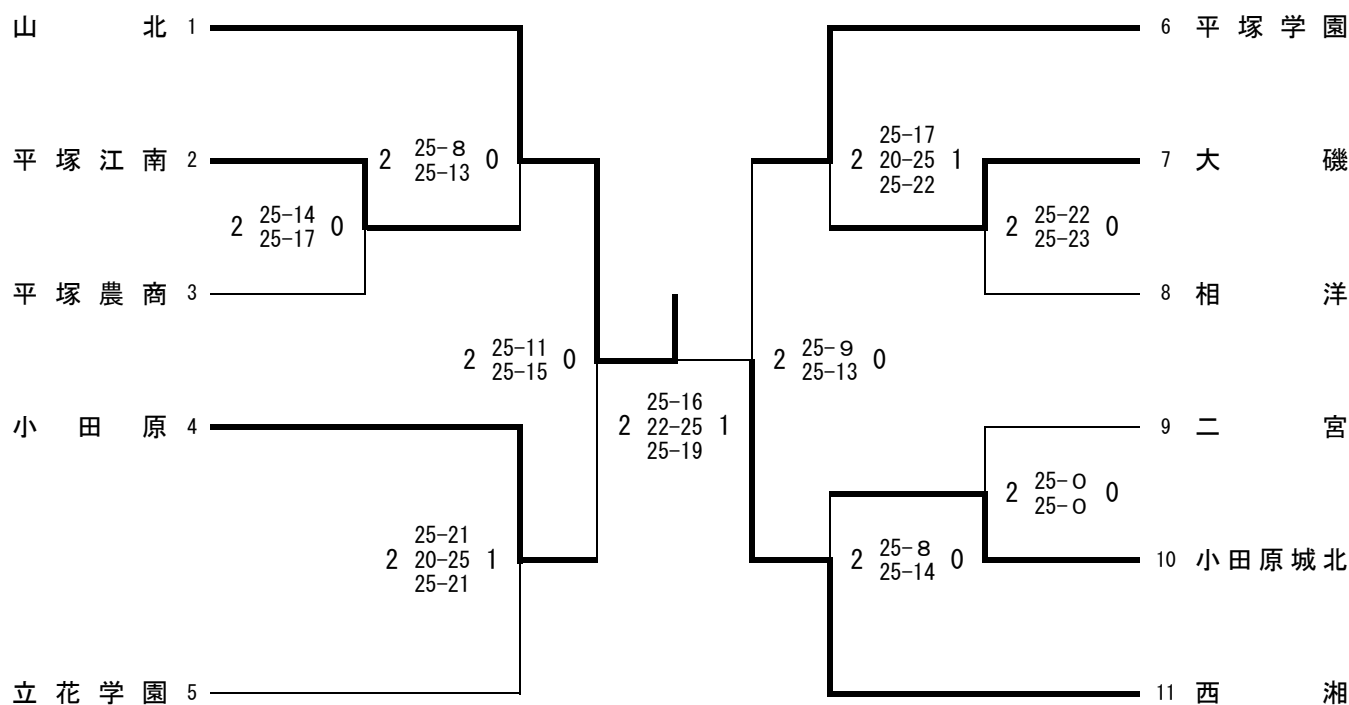 山北 1
6 平塚学園
平塚江南 2
2 25-8 0
25-13
2 25-17 1
20-25
25-22
7 大磯
2 25-14 0
25-17
2 25-22 0
25-23
平塚農商 3
8 相洋
2 25-11 0
25-15
2 25-9 0
25-13
小田原 4
2 25-16 1
22-25
25-19
9 二宮
2 25-0 0
25-0
2 25-21 1
20-25
25-21
2 25-8 0
25-14
10 小田原城北
立花学園 5
11 西湘